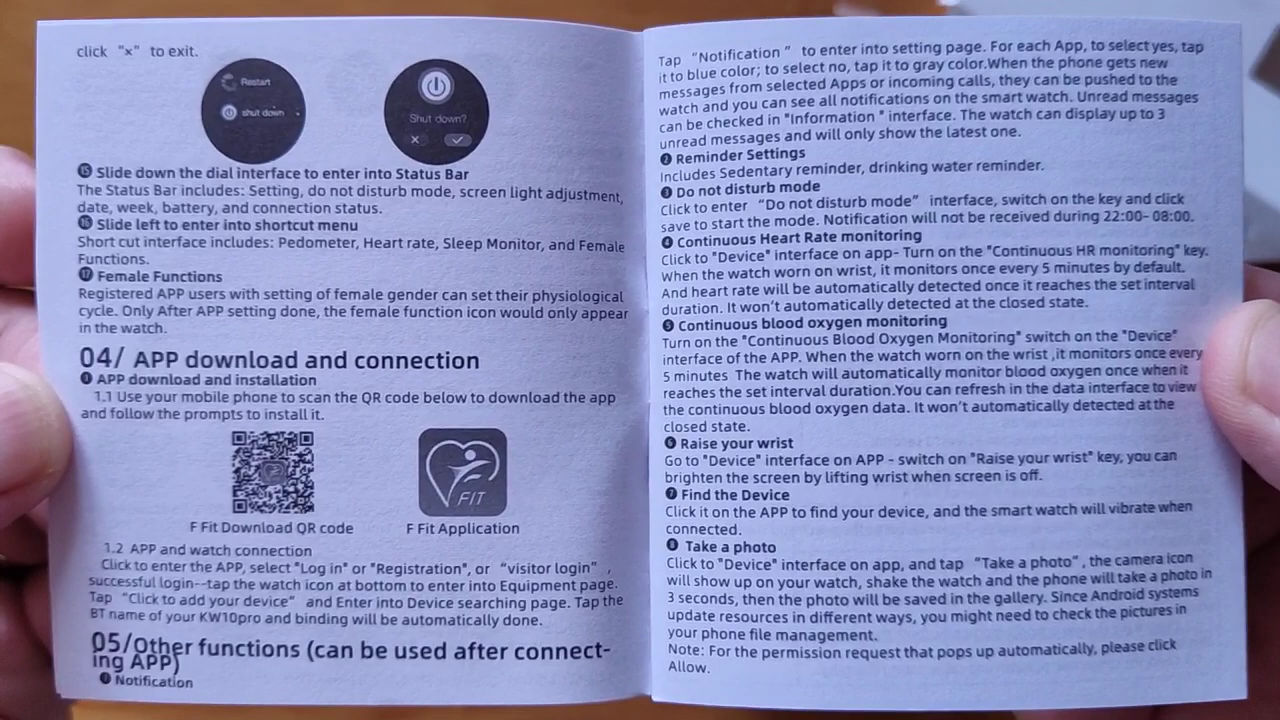 click “x” to exit.
Restart
shut down
Shut down?
⓯ Slide down the dial interface to enter into Status Bar
The Status Bar includes: Setting, do not disturb mode, screen light adjustment,
date, week, battery, and connection status.
⓰ Slide left to enter into shortcut menu
Short cut interface includes: Pedometer, Heart rate, Sleep Monitor, and Female
Functions.
⓱ Female Functions
Registered APP users with setting of female gender can set their physiological
cycle. Only After APP setting done, the female function icon would only appear
in the watch.
04/ APP download and connection
❶ APP download and installation
1.1 Use your mobile phone to scan the QR code below to download the app
and follow the prompts to install it.
FIT
F Fit Download QR code
F Fit Application
1.2 APP and watch connection
Click to enter the APP, select "Log in" or "Registration", or “visitor login” ,
successful login--tap the watch icon at bottom to enter into Equipment page.
Tap “Click to add your device” and Enter into Device searching page. Tap the
BT name of your KW10pro and binding will be automatically done.
05/Other functions (can be used after connect-
ing APP)
❶ Notification
Tap “Notification ” to enter into setting page. For each App, to select yes, tap
it to blue color; to select no, tap it to gray color.When the phone gets new
messages from selected Apps or incoming calls, they can be pushed to the
watch and you can see all notifications on the smart watch. Unread messages
can be checked in "Information " interface. The watch can display up to 3
unread messages and will only show the latest one.
❷ Reminder Settings
Includes Sedentary reminder, drinking water reminder.
❸ Do not disturb mode
Click to enter “Do not disturb mode” interface, switch on the key and click
save to start the mode. Notification will not be received during 22:00- 08:00.
❹ Continuous Heart Rate monitoring
Click to "Device" interface on app- Turn on the "Continuous HR monitoring" key.
When the watch worn on wrist, it monitors once every 5 minutes by default.
And heart rate will be automatically detected once it reaches the set interval
duration. It won’t automatically detected at the closed state.
❺ Continuous blood oxygen monitoring
Turn on the "Continuous Blood Oxygen Monitoring" switch on the "Device"
interface of the APP. When the watch worn on the wrist ,it monitors once every
5 minutes The watch will automatically monitor blood oxygen once when it
reaches the set interval duration.You can refresh in the data interface to view
the continuous blood oxygen data. It won’t automatically detected at the
closed state.
❻ Raise your wrist
Go to "Device" interface on APP - switch on "Raise your wrist" key, you can
brighten the screen by lifting wrist when screen is off.
❼ Find the Device
Click it on the APP to find your device, and the smart watch will vibrate when
connected.
❽ Take a photo
Click to "Device" interface on app, and tap “Take a photo” , the camera icon
will show up on your watch, shake the watch and the phone will take a photo in
3 seconds, then the photo will be saved in the gallery. Since Android systems
update resources in different ways, you might need to check the pictures in
your phone file management.
Note: For the permission request that pops up automatically, please click
Allow.